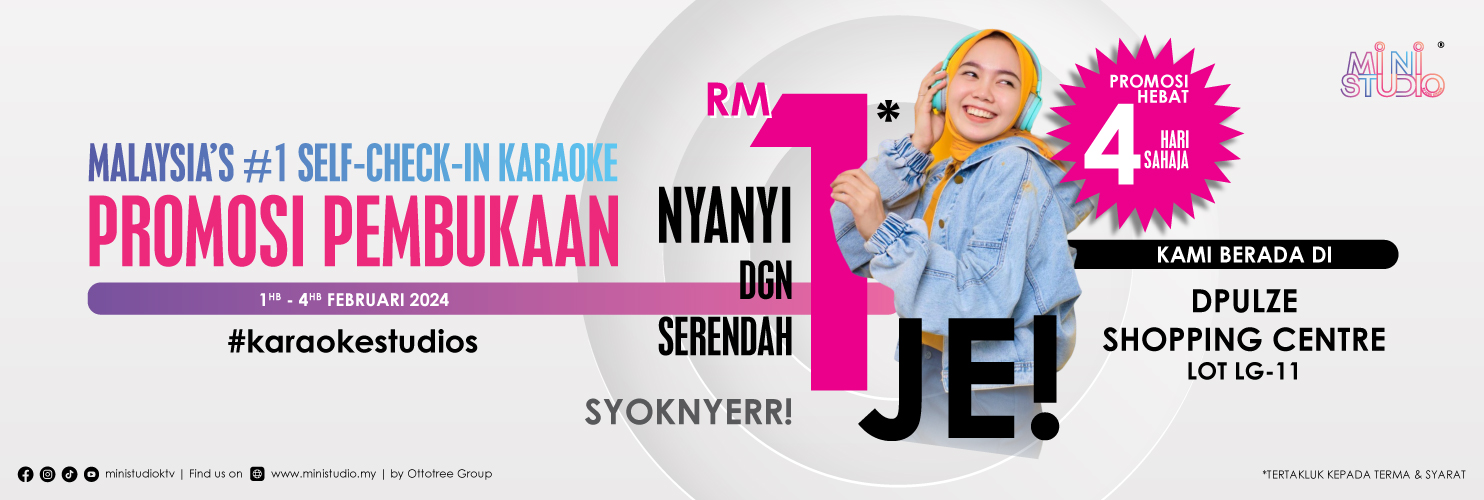 MALAYSIA'S #1 SELF-CHECK-IN KARAOKE
PROMOSI PEMBUKAAN
1HB - 4HB FEBRUARI 2024
#karaokestudios
RM1*
NYANYI
DGN
SERENDAH
JE!
SYOKNYERR!
PROMOSI
HEBAT
4 HARI
SAHAJA
MINI
STUDIO
®
KAMI BERADA DI
DPULZE
SHOPPING CENTRE
LOT LG-11
ministudioktv | Find us on www.ministudio.my | by Ottotree Group
*TERTAKLUK KEPADA TERMA & SYARAT